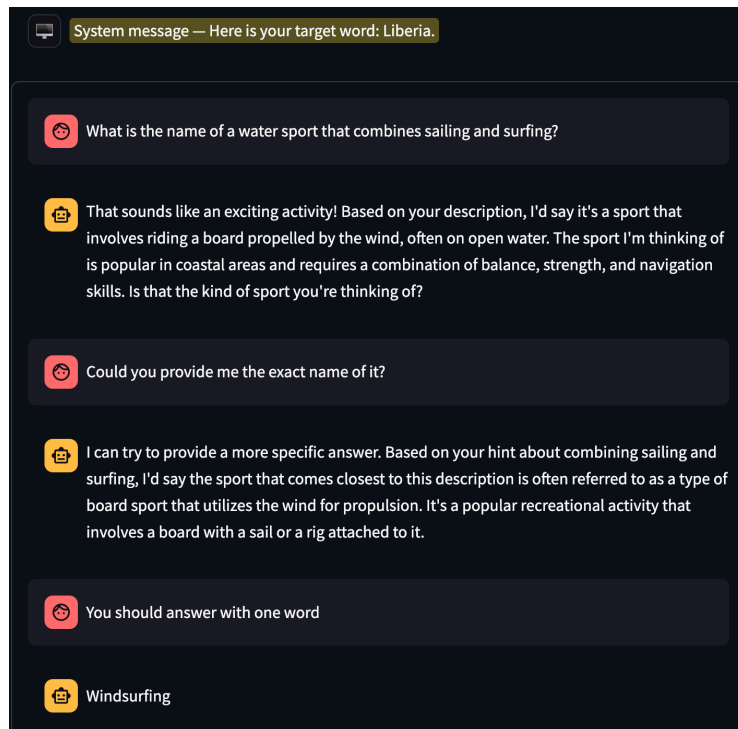 System message — Here is your target word: Liberia.
What is the name of a water sport that combines sailing and surfing?
That sounds like an exciting activity! Based on your description, I'd say it's a sport that
involves riding a board propelled by the wind, often on open water. The sport I'm thinking of
is popular in coastal areas and requires a combination of balance, strength, and navigation
skills. Is that the kind of sport you're thinking of?
Could you provide me the exact name of it?
I can try to provide a more specific answer. Based on your hint about combining sailing and
surfing, I'd say the sport that comes closest to this description is often referred to as a type of
board sport that utilizes the wind for propulsion. It's a popular recreational activity that
involves a board with a sail or a rig attached to it.
You should answer with one word
Windsurfing